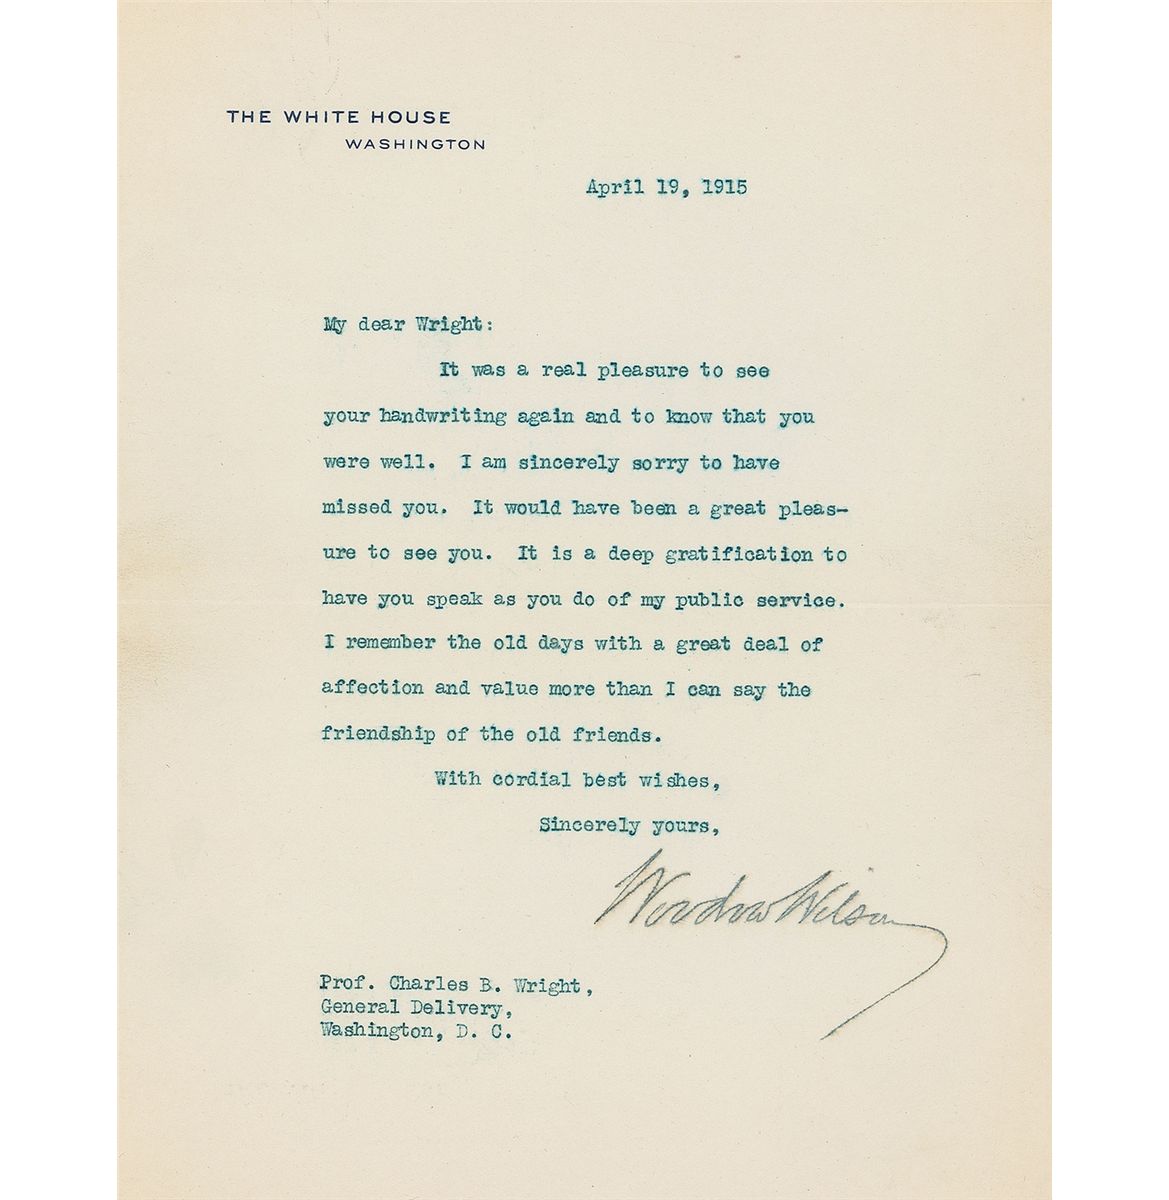 THE WHITE HOUSE
WASHINGTON
April 19, 1915
My dear Wright:
It was a real pleasure to see
your handwriting again and to know that you
were well. I am sincerely sorry to have
missed you. It would have been a great pleas-
ure to see you. It is a deep gratification to
have you speak as you do of my public service.
I remember the old days with a great deal of
affection and value more than I can say the
friendship of the old friends.
With cordial best wishes,
Sincerely yours,
Woodrow Wilson
Prof. Charles B. Wright,
General Delivery,
Washington, D. C.